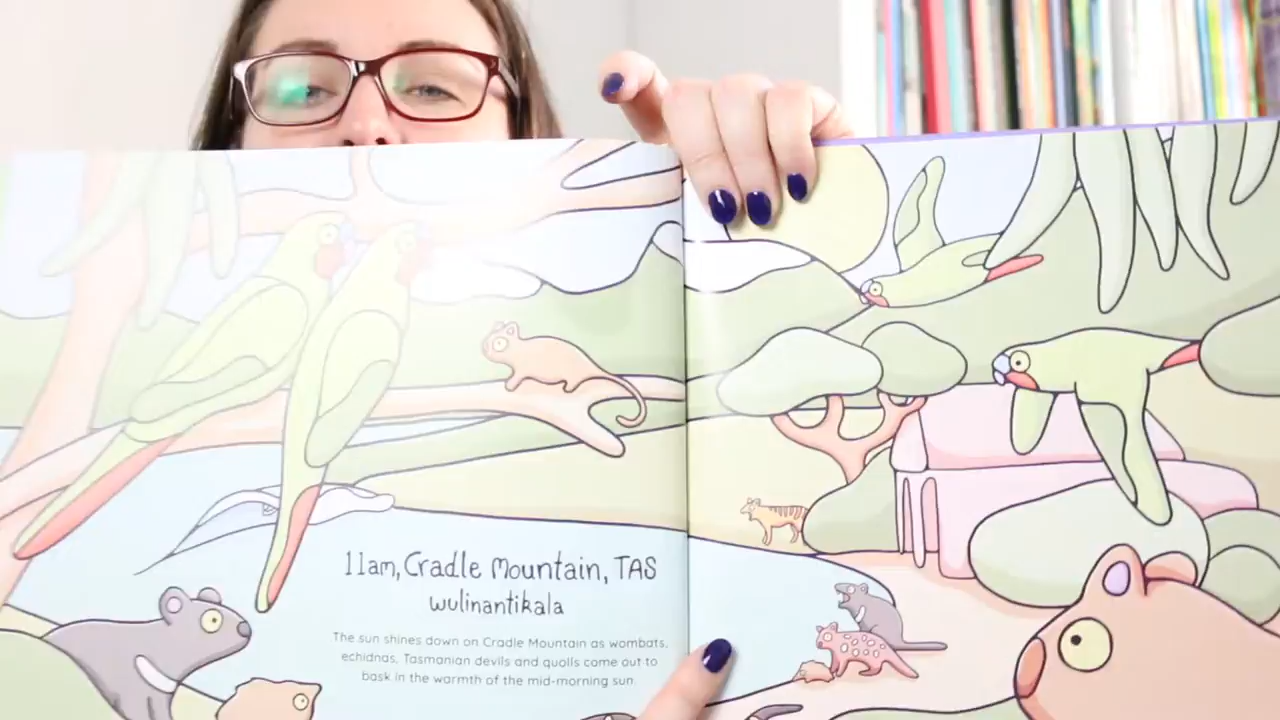 11am, Cradle Mountain, TAS
wulinantikala
The sun shines down on Cradle Mountain as wombats,
echidnas, Tasmanian devils and quolls come out to
bask in the warmth of the mid-morning sun.